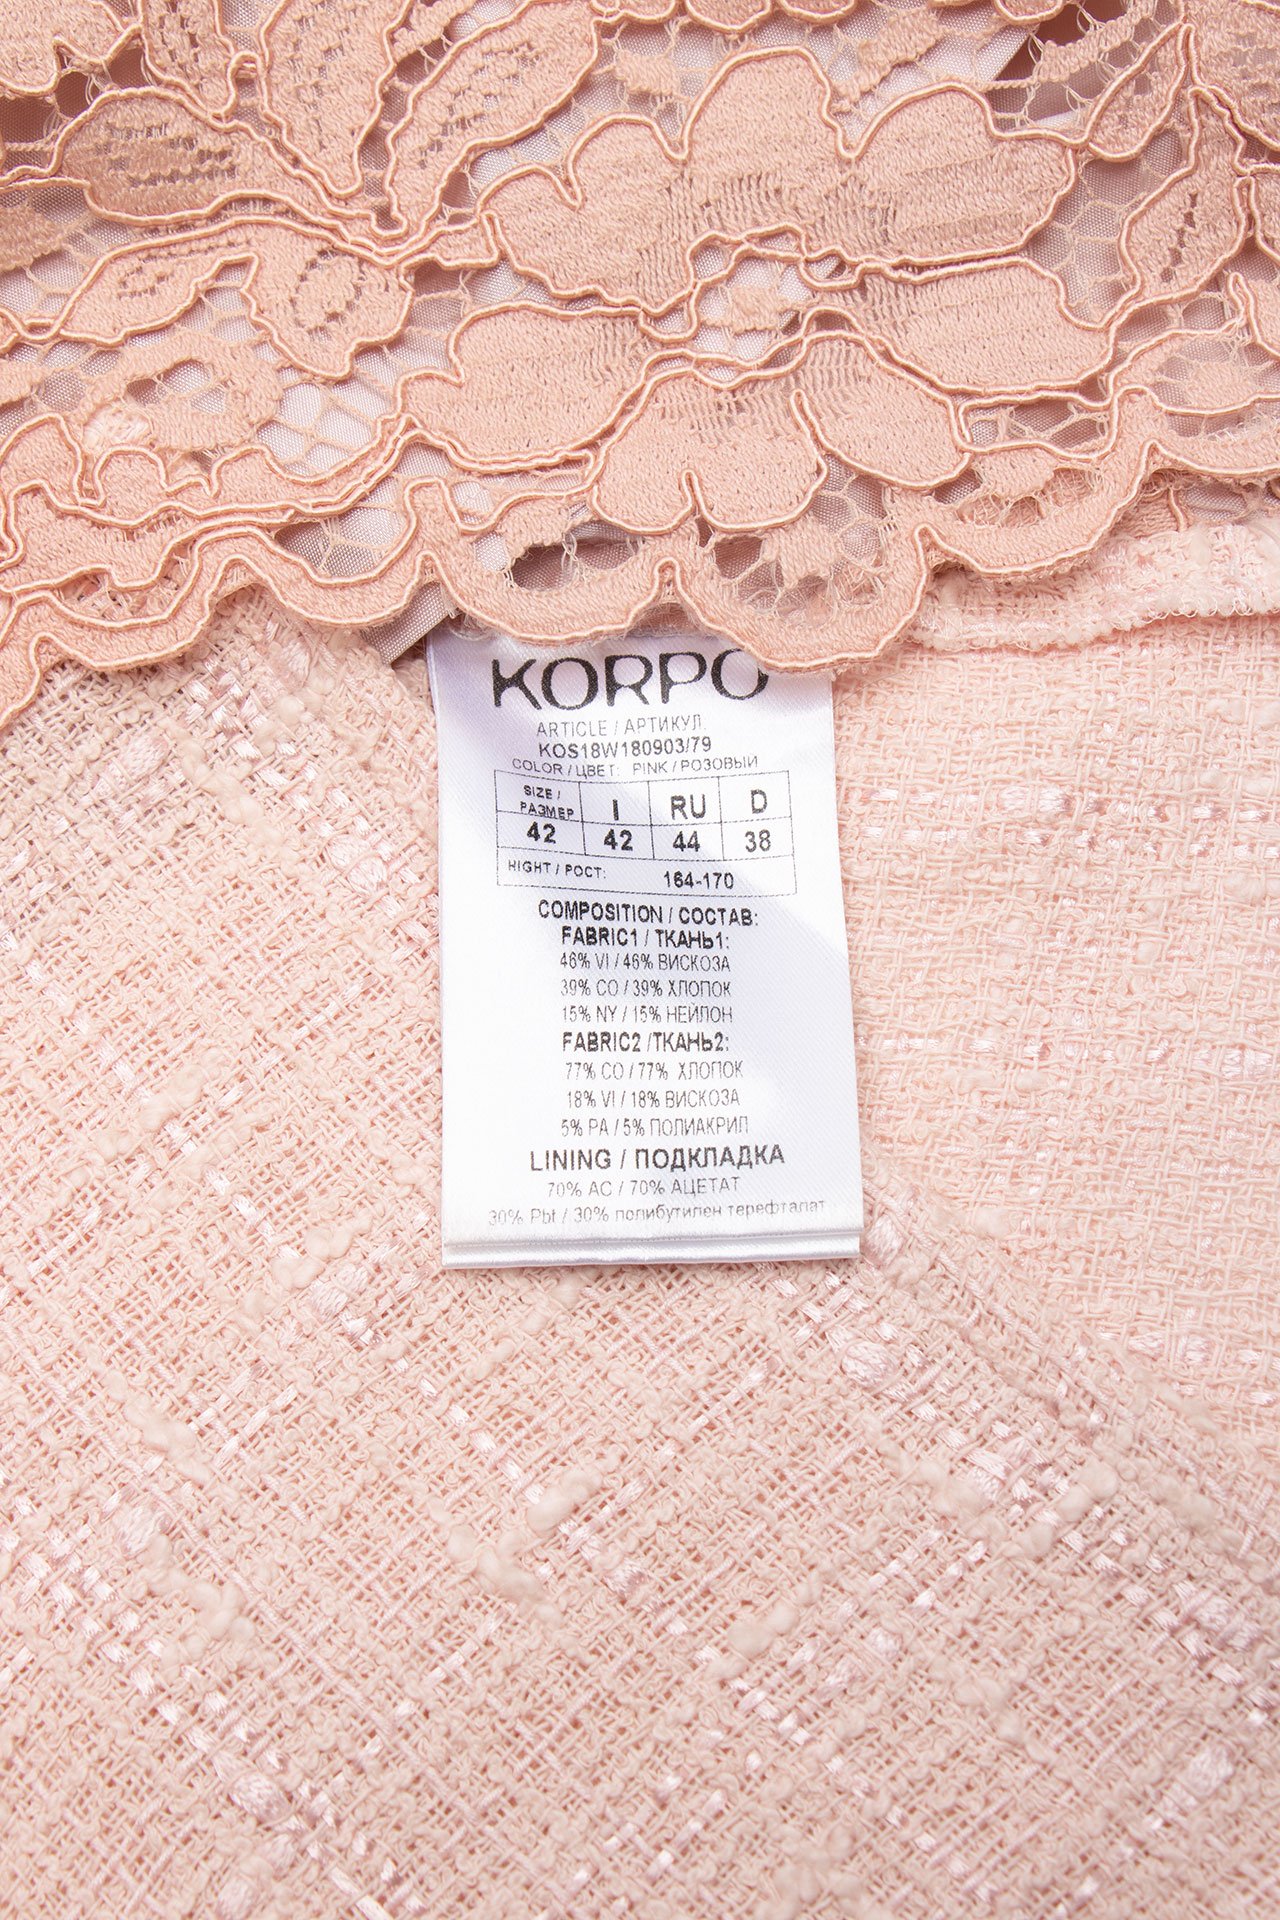 KORPO
ARTICLE / АРТИКУЛ
KOS18W180903/79
COLOR / ЦВЕТ: PINK / РОЗОВЫЙ
SIZE / РАЗМЕР I RU D
42 42 44 38
HIGHT / РОСТ: 164-170
COMPOSITION / СОСТАВ:
FABRIC1 / ТКАНЬ1:
46% VI / 46% ВИСКОЗА
39% CO / 39% ХЛОПОК
15% NY / 15% НЕЙЛОН
FABRIC2 /ТКАНЬ2:
77% CO / 77% ХЛОПОК
18% VI / 18% ВИСКОЗА
5% PA / 5% ПОЛИАКРИЛ
LINING / ПОДКЛАДКА
70% AC / 70% АЦЕТАТ
30% Pbt / 30% полибутилен терефталат